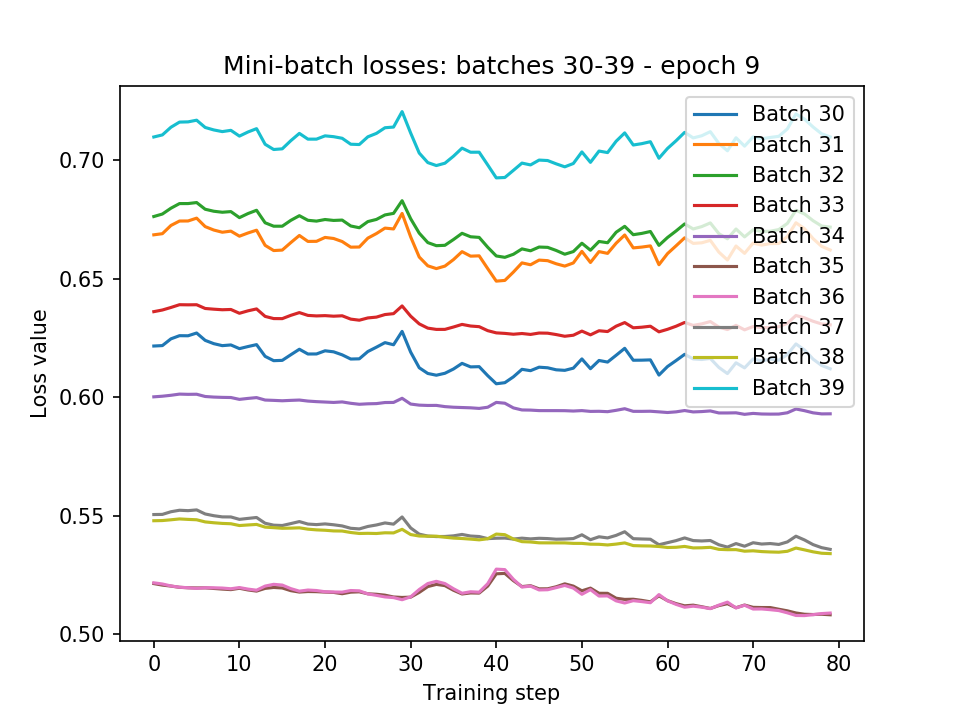 Mini-batch losses: batches 30-39 - epoch 9
Loss value
0.70
0.65
0.60
0.55
0.50
Batch 30
Batch 31
Batch 32
Batch 33
Batch 34
Batch 35
Batch 36
Batch 37
Batch 38
Batch 39
0 10 20 30 40 50 60 70 80
Training step